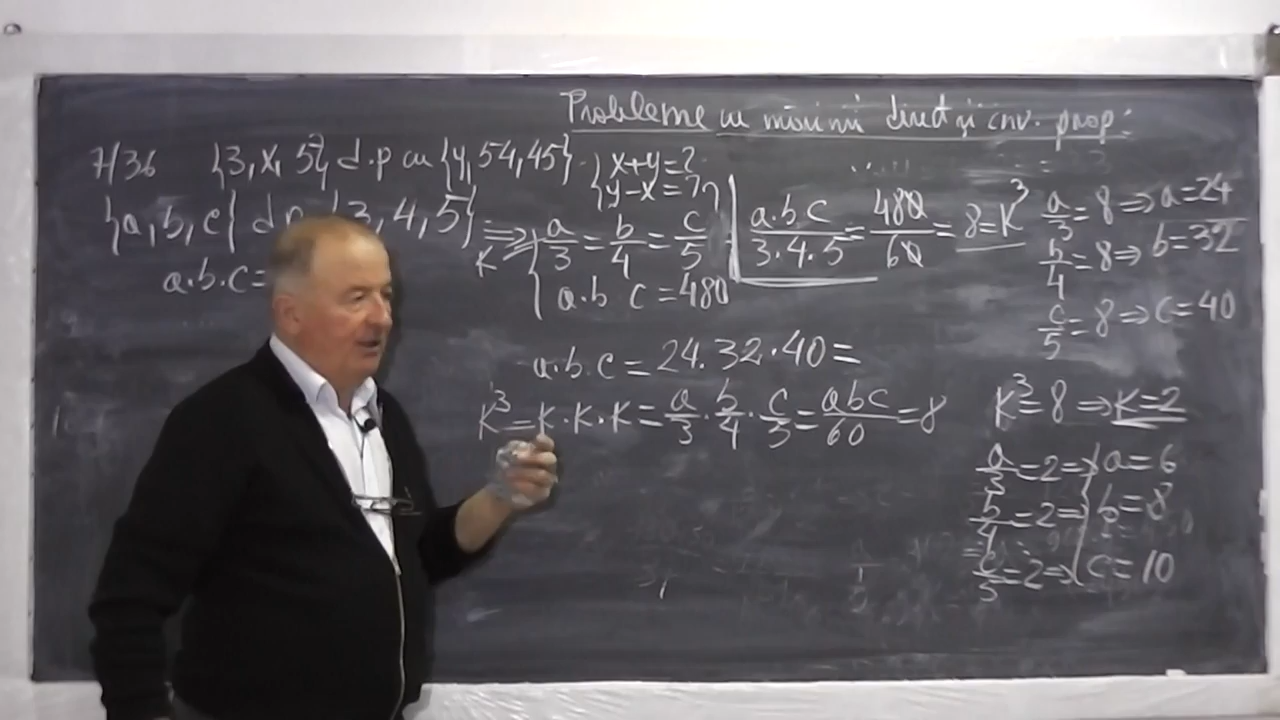 Probleme cu mărimi direct și inv. prop:
7/36 {3, x, 5} d.p cu {y, 54, 45} { x+y=?
{ y-x=?
{a, b, c} d.p {3, 4, 5} ⇒ { a/3 = b/4 = c/5
K
a.b.c=
a.b c = 480
a.b c/3.4.5 = 480/60 = 8 = K³
a/3 = 8 ⇒ a=24
b/4 = 8 ⇒ b=32
c/5 = 8 ⇒ c=40
a.b.c = 24.32.40=
K³ = K.K.K = a/3 . b/4 . c/5 = abc/60 = 8
K³=8 ⇒ K=2
a/3=2 ⇒ a=6
b/4=2 ⇒ b=8
c/5=2 ⇒ c=10